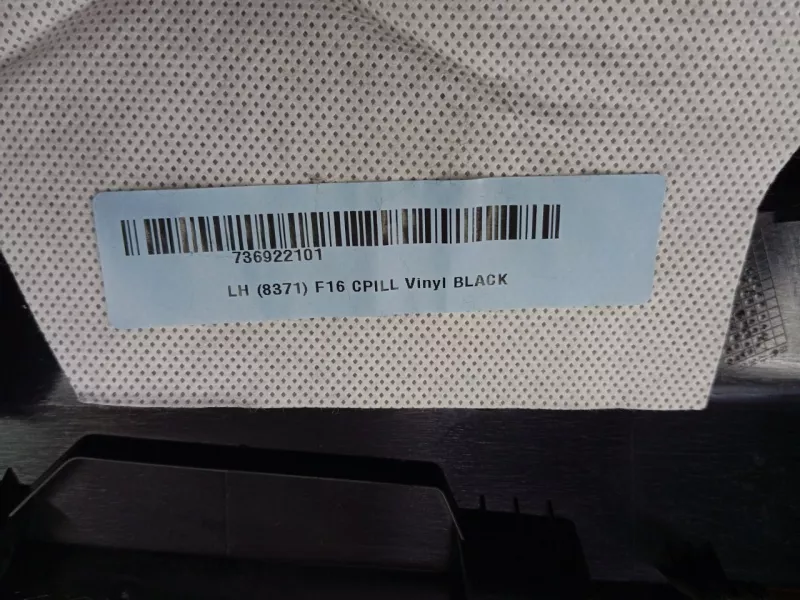 736922101
LH (8371) F16 CPILL Vinyl BLACK